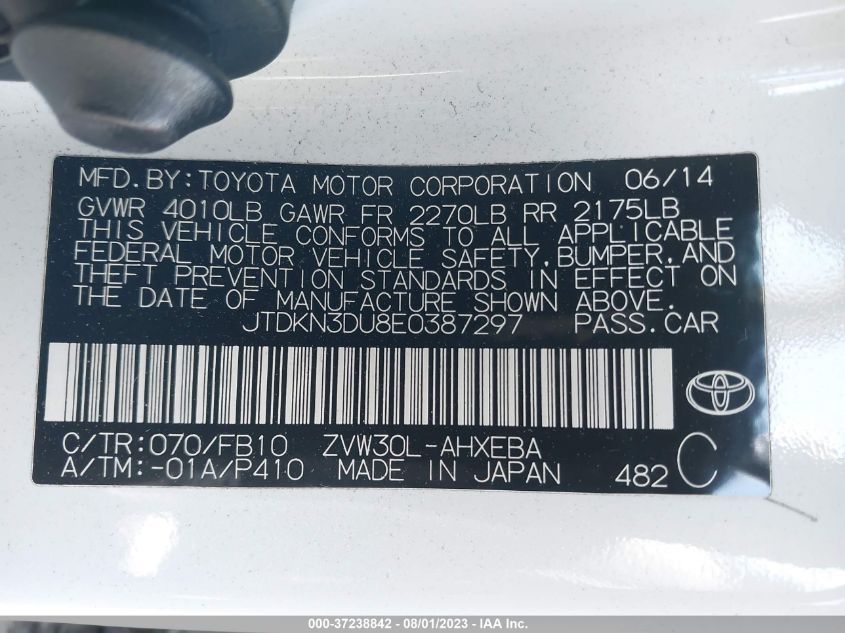 MFD.BY:TOYOTA MOTOR CORPORATION 06/14
GVWR 4010LB GAWR FR 2270LB RR 2175LB
THIS VEHICLE CONFORMS TO ALL APPLICABLE
FEDERAL MOTOR VEHICLE SAFETY,BUMPER,AND
THEFT PREVENTION STANDARDS IN EFFECT ON
THE DATE OF MANUFACTURE SHOWN ABOVE.
JTDKN3DU8E0387297 PASS.CAR
C/TR:070/FB10 ZVW30L-AHXEBA C
A/TM:-01A/P410 MADE IN JAPAN 482
000-37238842 - 08/01/2023 - IAA Inc.